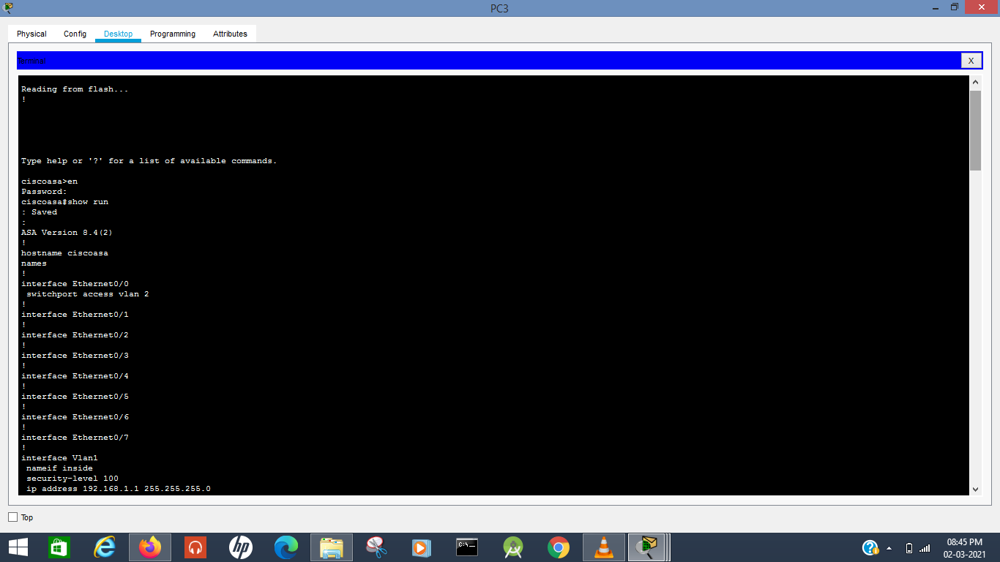 PC3
Physical Config Desktop Programming Attributes
Terminal
X
Reading from flash...
!
Type help or '?' for a list of available commands.
ciscoasa>en
Password:
ciscoasa#show run
: Saved
:
ASA Version 8.4(2)
!
hostname ciscoasa
names
!
interface Ethernet0/0
switchport access vlan 2
!
interface Ethernet0/1
!
interface Ethernet0/2
!
interface Ethernet0/3
!
interface Ethernet0/4
!
interface Ethernet0/5
!
interface Ethernet0/6
!
interface Ethernet0/7
!
interface Vlan1
nameif inside
security-level 100
ip address 192.168.1.1 255.255.255.0
Top
hp
C:\_
08:45 PM
02-03-2021